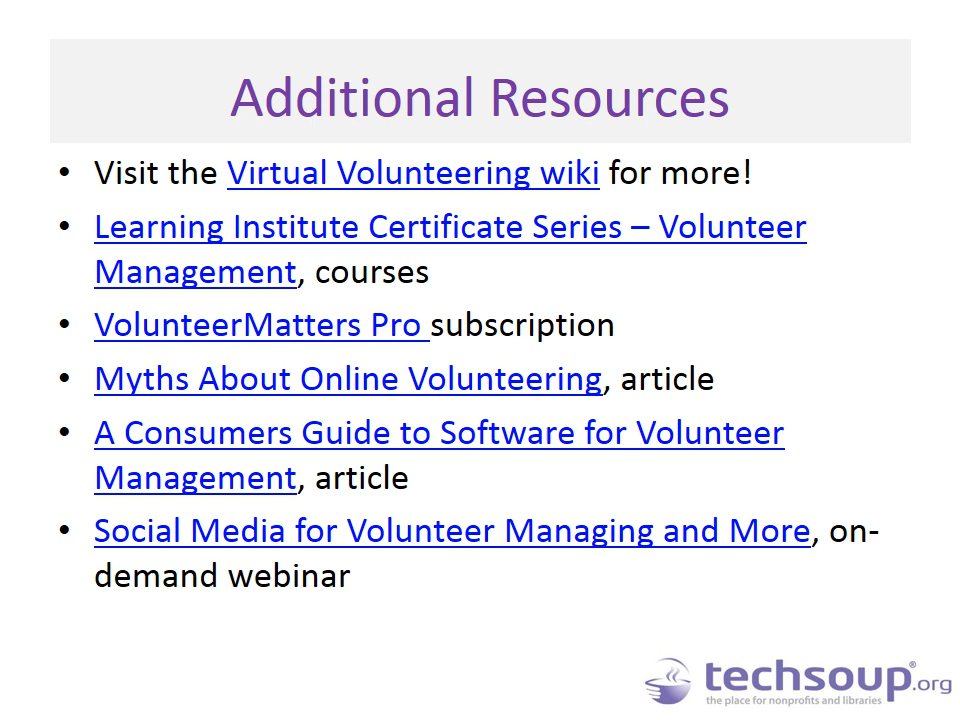 Additional Resources
• Visit the Virtual Volunteering wiki for more!
• Learning Institute Certificate Series – Volunteer
Management, courses
• VolunteerMatters Pro subscription
• Myths About Online Volunteering, article
• A Consumers Guide to Software for Volunteer
Management, article
• Social Media for Volunteer Managing and More, on-
demand webinar
techsoup®.org
the place for nonprofits and libraries